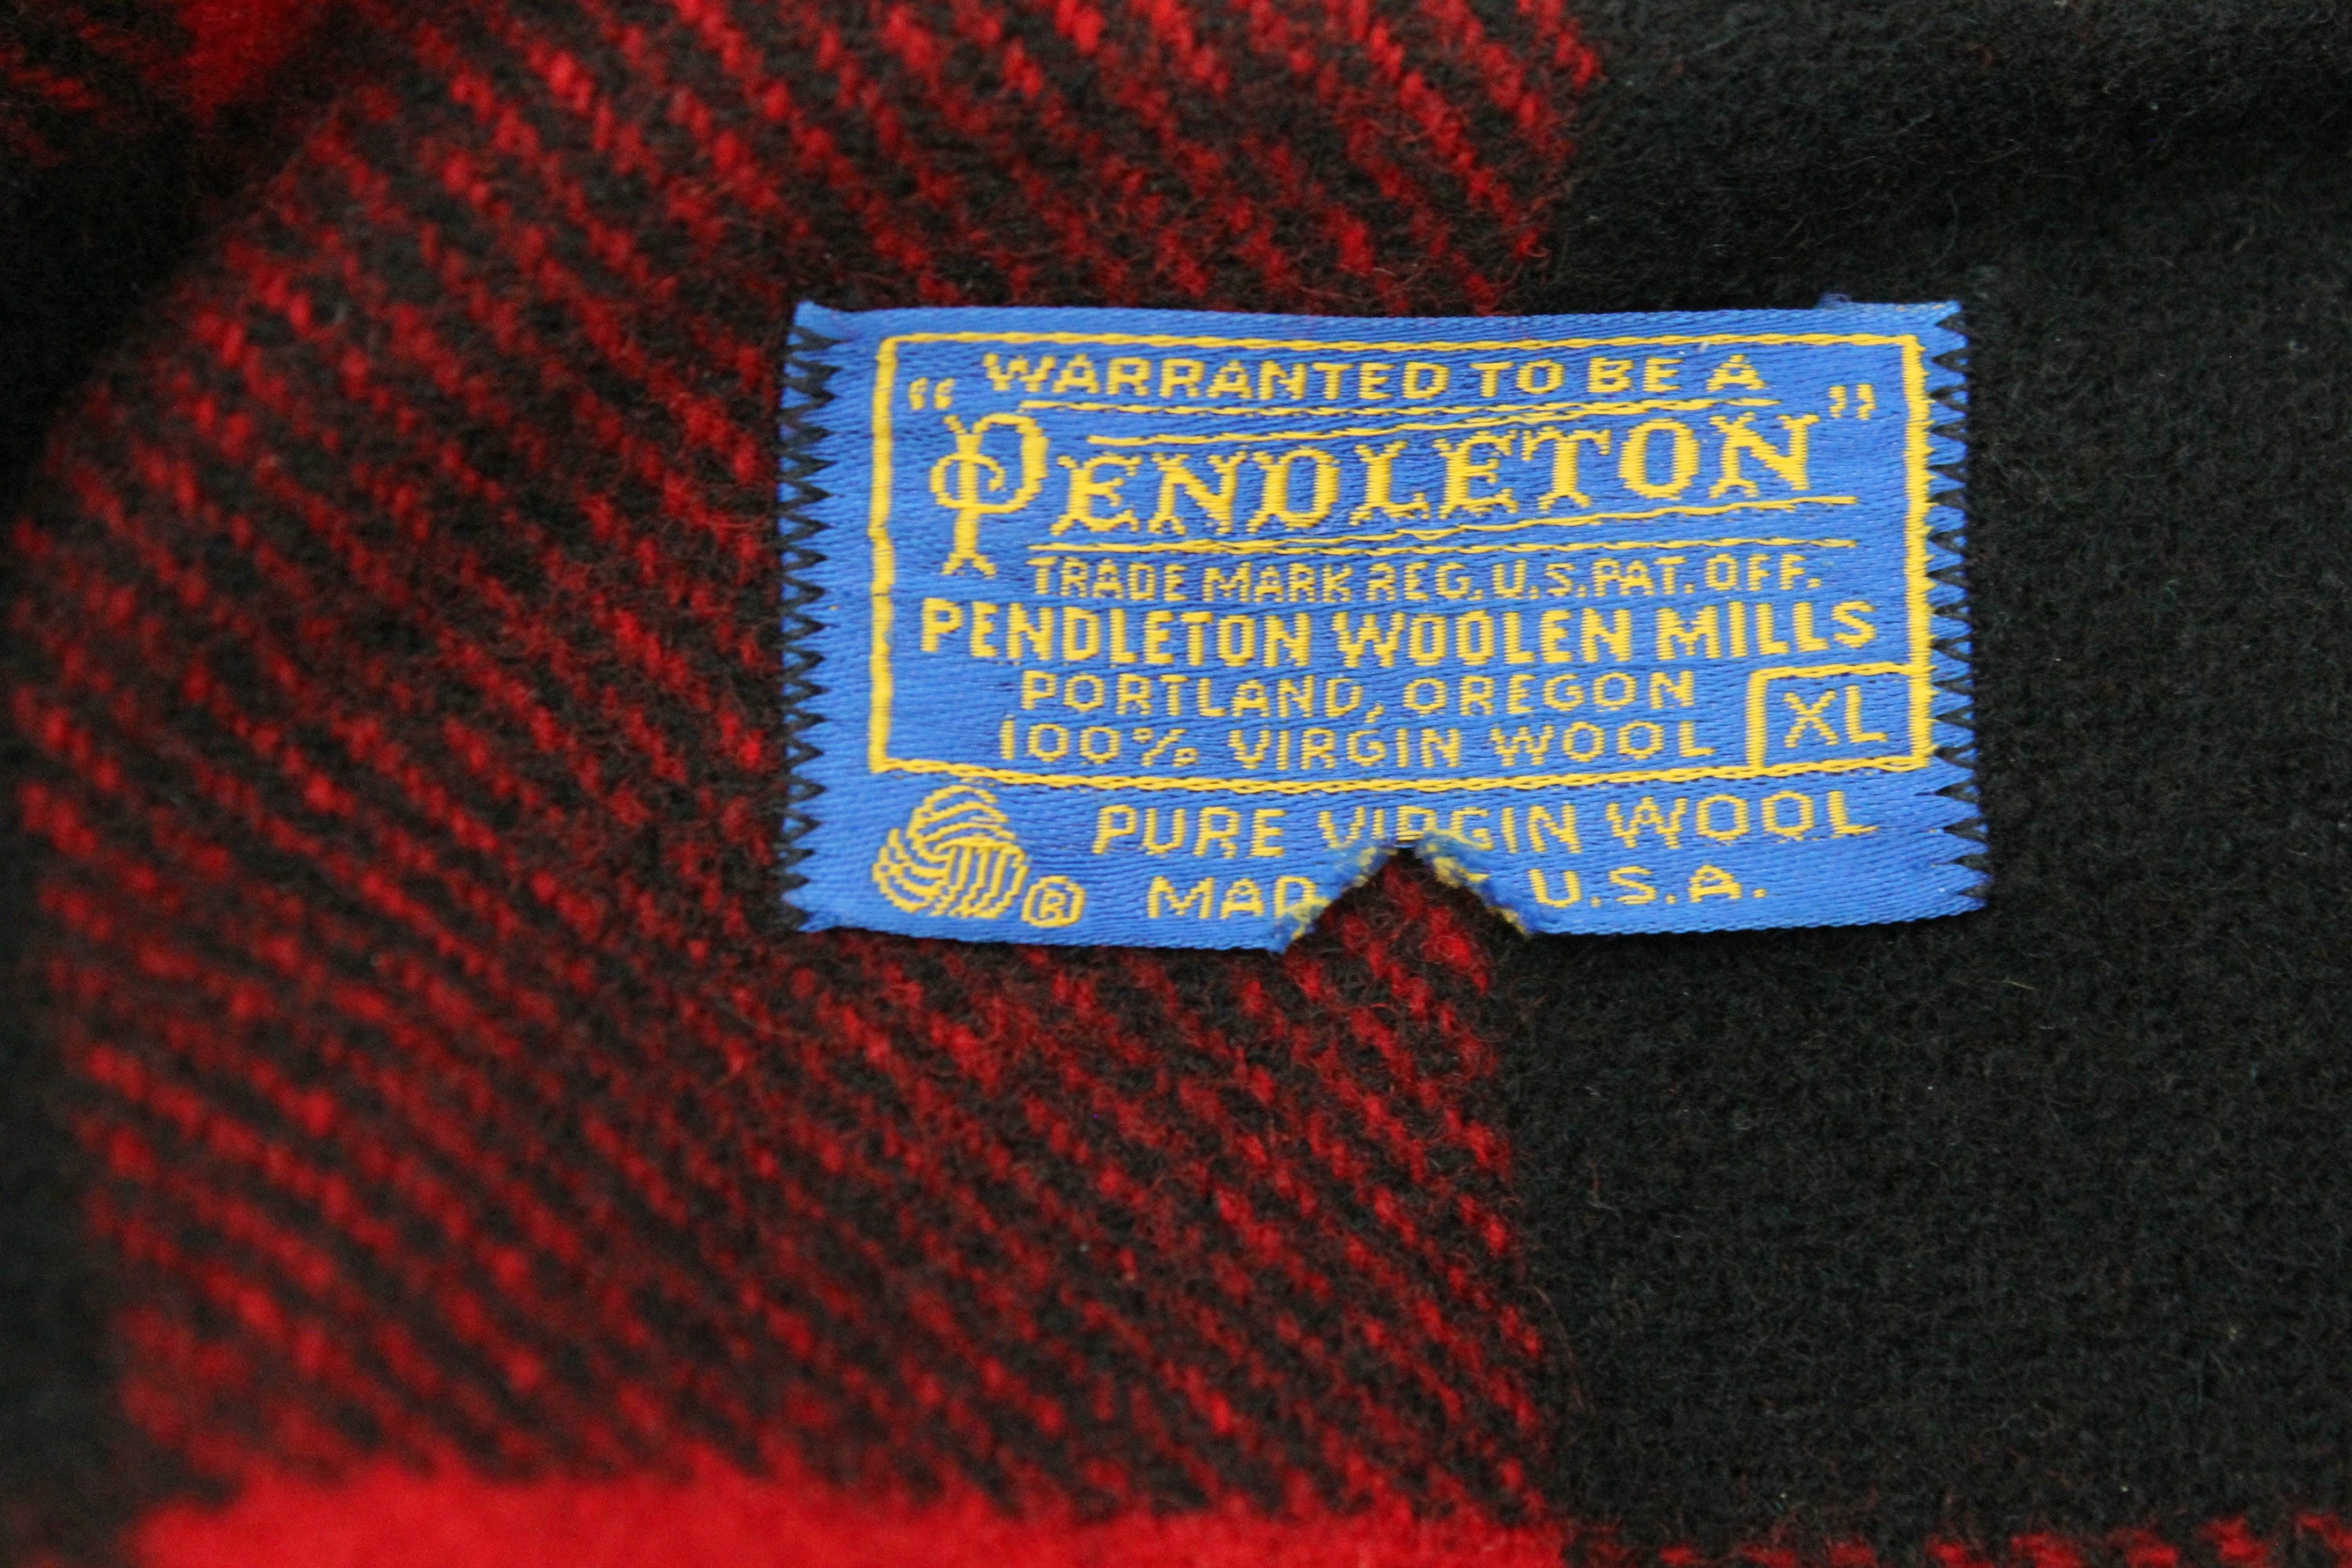 WARRANTED TO BE A
"PENDLETON"
TRADE MARK REG. U.S. PAT. OFF.
PENDLETON WOOLEN MILLS
PORTLAND, OREGON
100% VIRGIN WOOL XL
PURE VIRGIN WOOL
® MAD U.S.A.